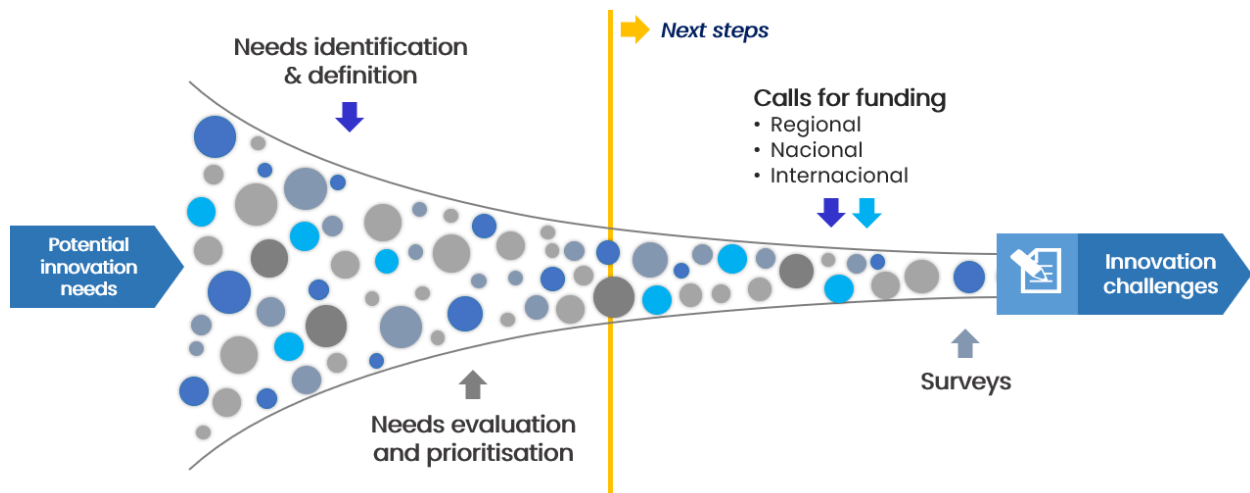 Next steps
Needs identification
& definition
Calls for funding
• Regional
• Nacional
• Internacional
Potential
innovation
needs
Innovation
challenges
Surveys
Needs evaluation
and prioritisation